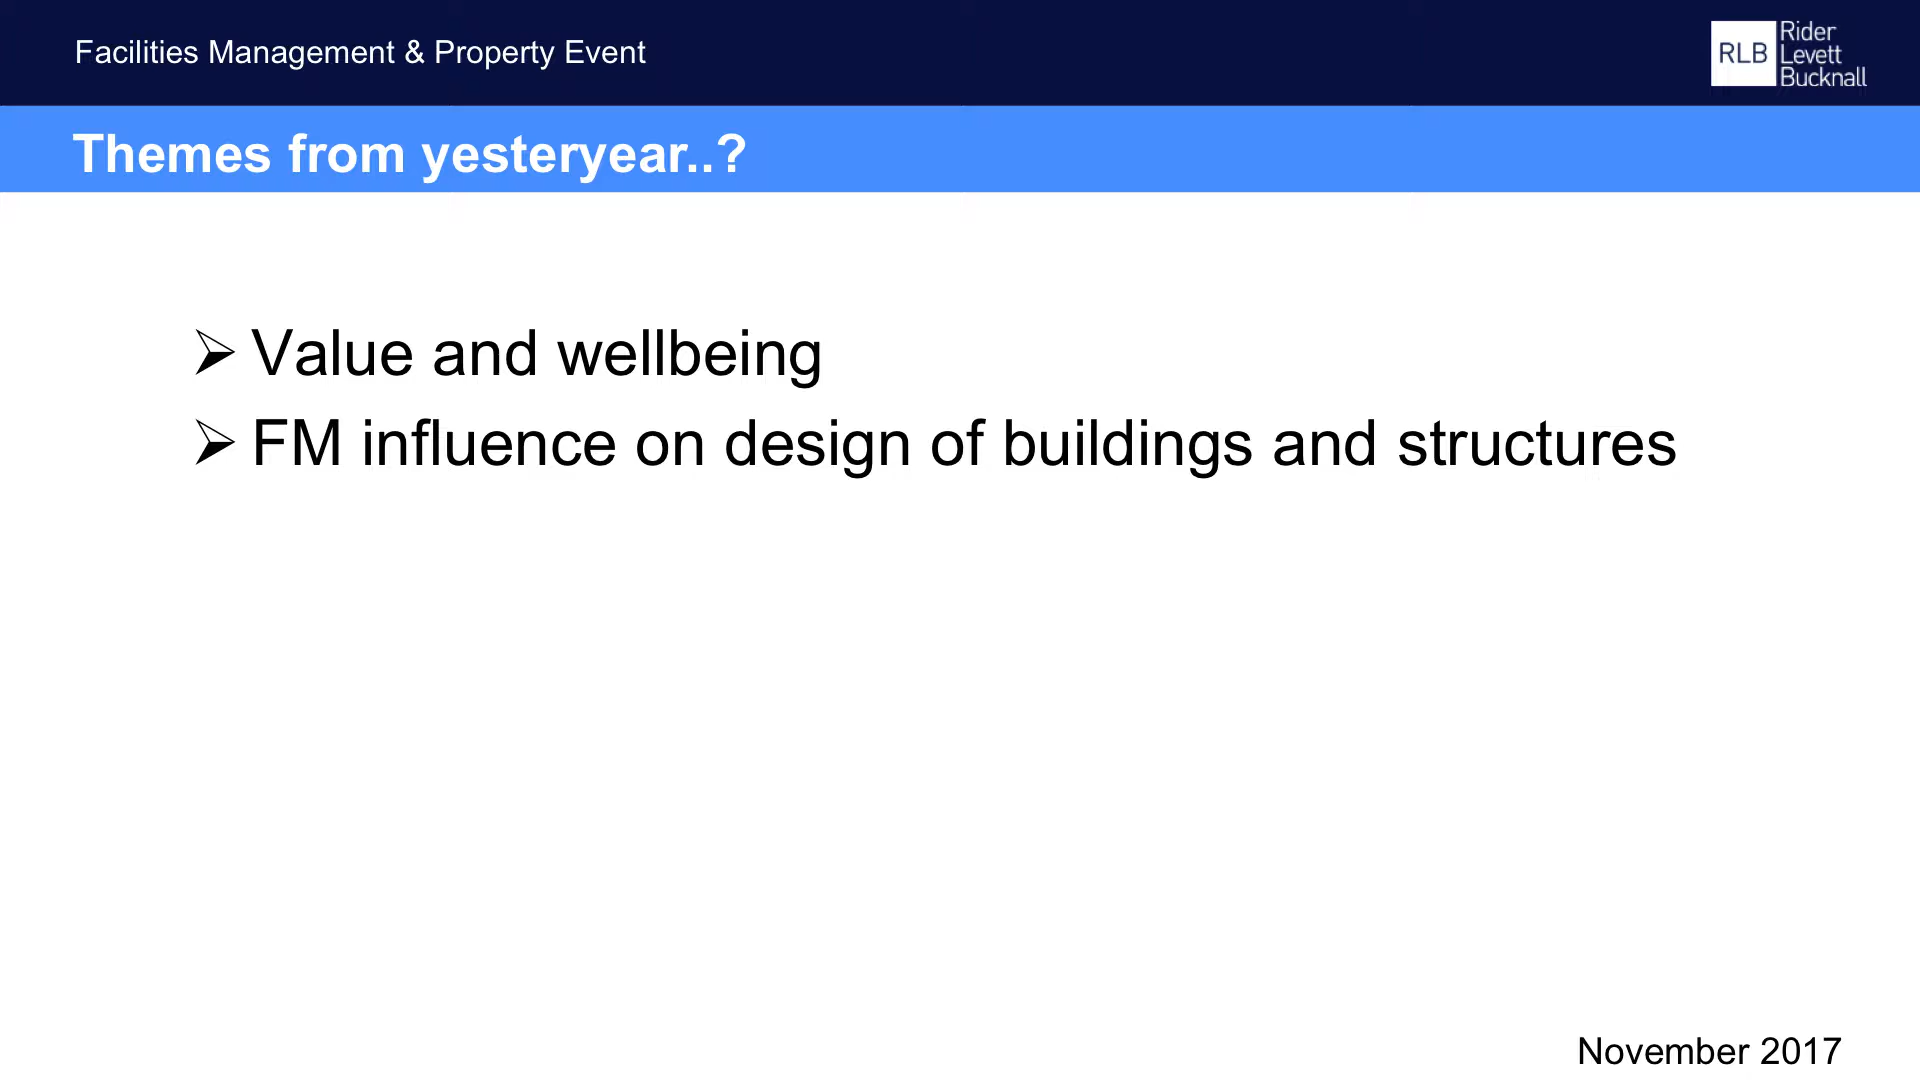 Facilities Management & Property Event
RLB
Rider
Levett
Bucknall
Themes from yesteryear..?
➢ Value and wellbeing
➢ FM influence on design of buildings and structures
November 2017